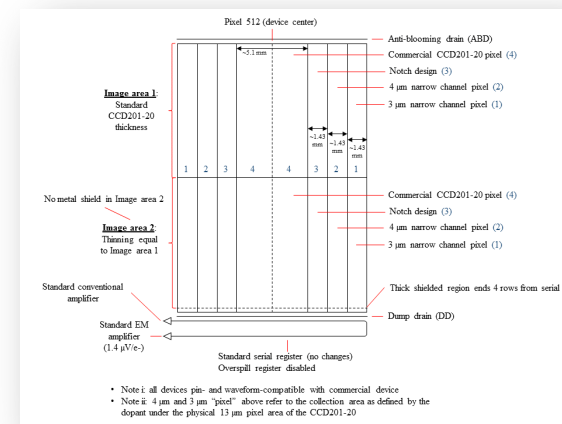 Pixel 512 (device center)
Anti-blooming drain (ABD)
~5.1 mm
Commercial CCD201-20 pixel (4)
Notch design (3)
4 μm narrow channel pixel (2)
3 μm narrow channel pixel (1)
Image area 1:
Standard
CCD201-20
thickness
~1.43
mm
~1.43
mm
~1.43
mm
1 2 3 4 4 3 2 1
No metal shield in Image area 2
Image area 2:
Thinning equal
to Image area 1
Commercial CCD201-20 pixel (4)
Notch design (3)
4 μm narrow channel pixel (2)
3 μm narrow channel pixel (1)
Standard conventional
amplifier
Thick shielded region ends 4 rows from serial
Dump drain (DD)
Standard EM
amplifier
(1.4 μV/e-)
Standard serial register (no changes)
Overspill register disabled
• Note i: all devices pin- and waveform-compatible with commercial device
• Note ii: 4 μm and 3 μm “pixel” above refer to the collection area as defined by the
dopant under the physical 13 μm pixel area of the CCD201-20